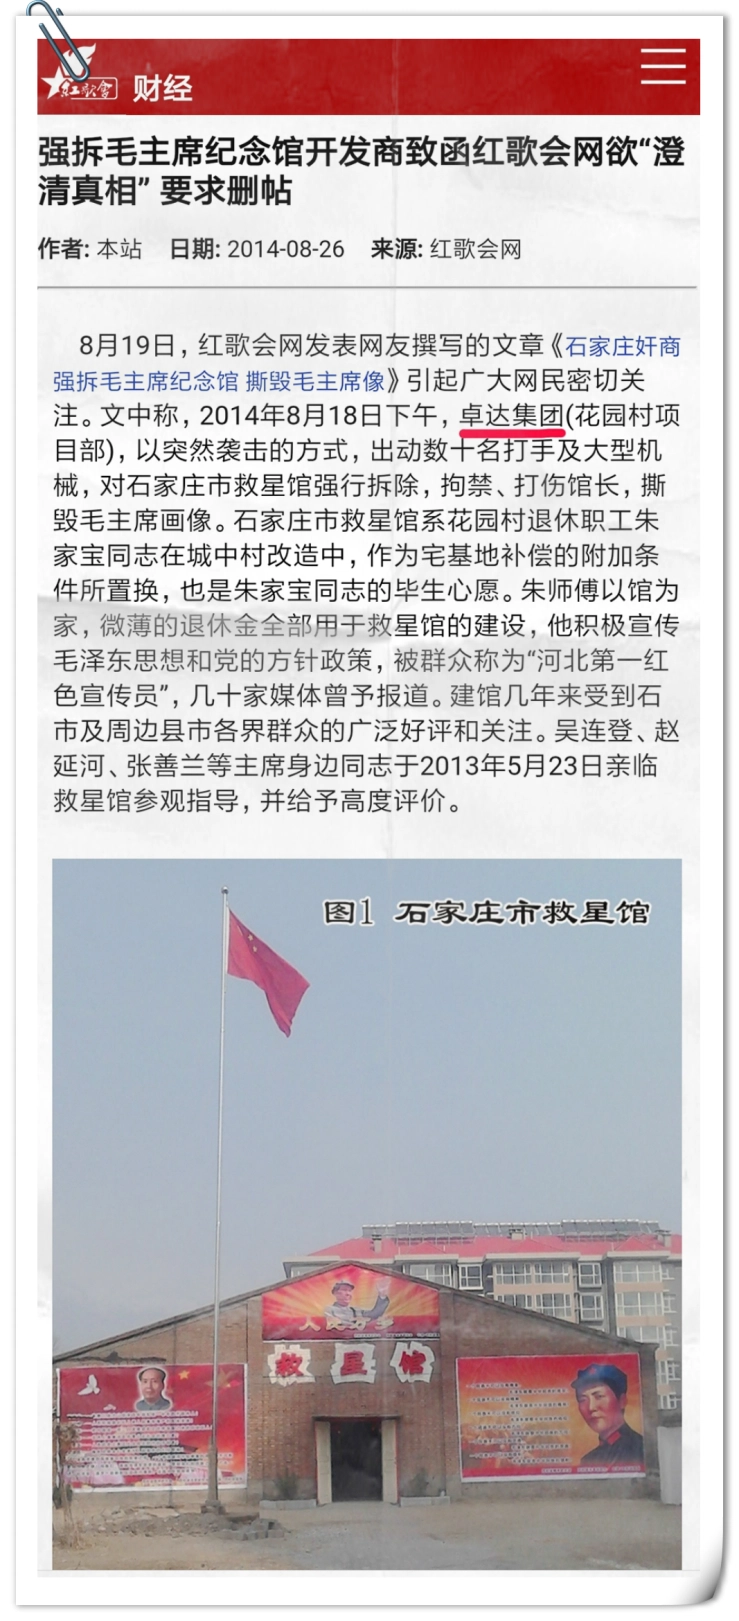 红歌会 财经
强拆毛主席纪念馆开发商致函红歌会网欲“澄
清真相” 要求删帖
作者: 本站 日期: 2014-08-26 来源: 红歌会网
8月19日，红歌会网发表网友撰写的文章《石家庄奸商
强拆毛主席纪念馆 撕毁毛主席像》引起广大网民密切关
注。文中称，2014年8月18日下午，卓达集团(花园村项
目部)，以突然袭击的方式，出动数十名打手及大型机
械，对石家庄市救星馆强行拆除，拘禁、打伤馆长，撕
毁毛主席画像。石家庄市救星馆系花园村退休职工朱
家宝同志在城中村改造中，作为宅基地补偿的附加条
件所置换，也是朱家宝同志的毕生心愿。朱师傅以馆为
家，微薄的退休金全部用于救星馆的建设，他积极宣传
毛泽东思想和党的方针政策，被群众称为“河北第一红
色宣传员”，几十家媒体曾予报道。建馆几年来受到石
市及周边县市各界群众的广泛好评和关注。吴连登、赵
延河、张善兰等主席身边同志于2013年5月23日亲临
救星馆参观指导，并给予高度评价。
图1 石家庄市救星馆
救星馆